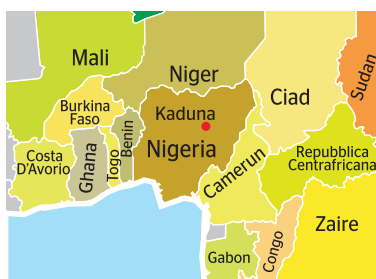 Mali
Niger
Ciad
Sudan
Burkina
Faso
Kaduna
Nigeria
Benin
Togo
Ghana
Costa
D'Avorio
Camerun
Repubblica
Centrafricana
Zaire
Gabon
Congo